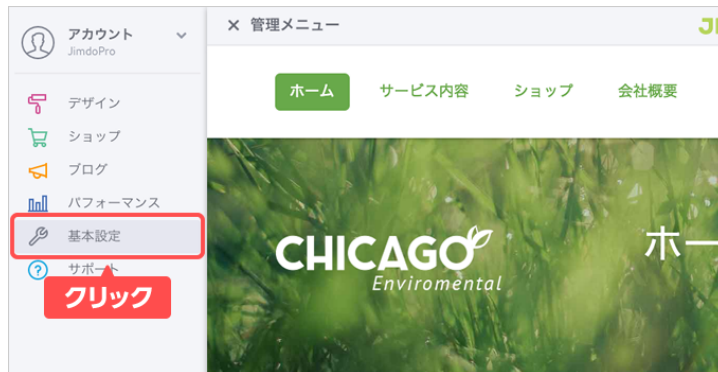 アカウント
JimdoPro
デザイン
ショップ
ブログ
パフォーマンス
基本設定
サポート
クリック
× 管理メニュー
ホーム サービス内容 ショップ 会社概要
CHICAGO
Enviromental
ホー